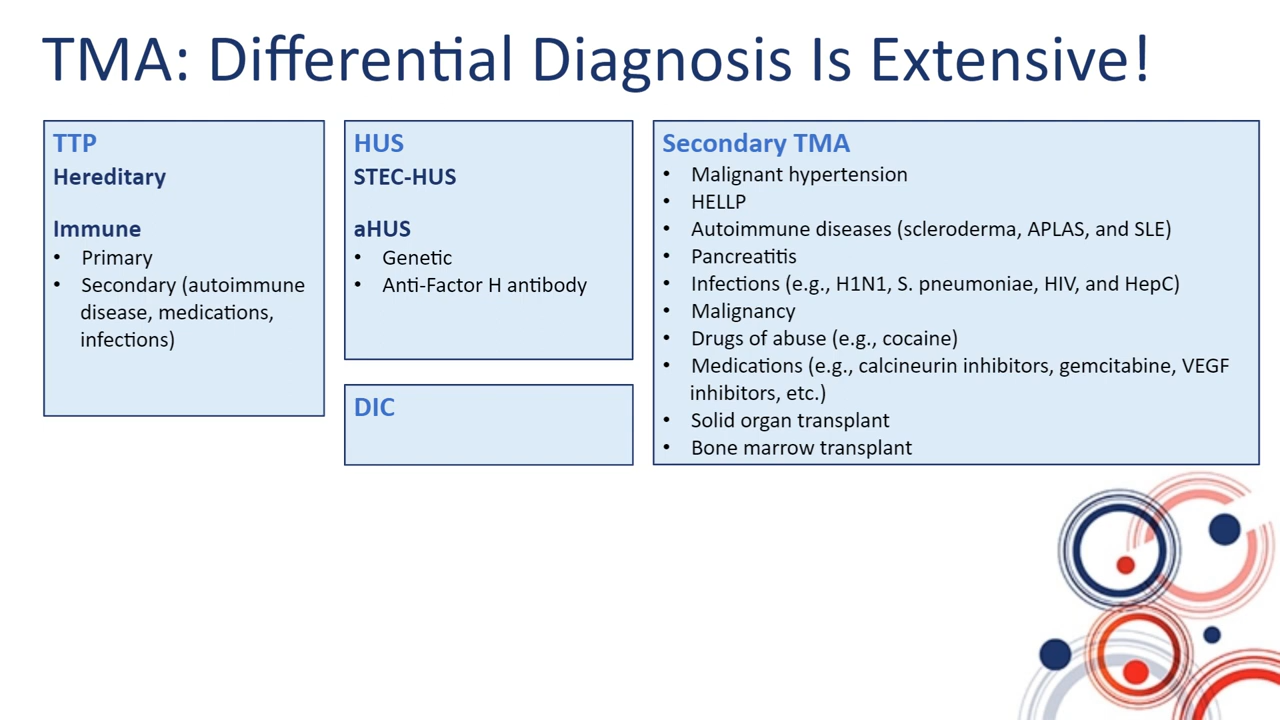 TMA: Differential Diagnosis Is Extensive!
TTP
Hereditary
Immune
• Primary
• Secondary (autoimmune
disease, medications,
infections)
HUS
STEC-HUS
aHUS
• Genetic
• Anti-Factor H antibody
DIC
Secondary TMA
• Malignant hypertension
• HELLP
• Autoimmune diseases (scleroderma, APLAS, and SLE)
• Pancreatitis
• Infections (e.g., H1N1, S. pneumoniae, HIV, and HepC)
• Malignancy
• Drugs of abuse (e.g., cocaine)
• Medications (e.g., calcineurin inhibitors, gemcitabine, VEGF
inhibitors, etc.)
• Solid organ transplant
• Bone marrow transplant